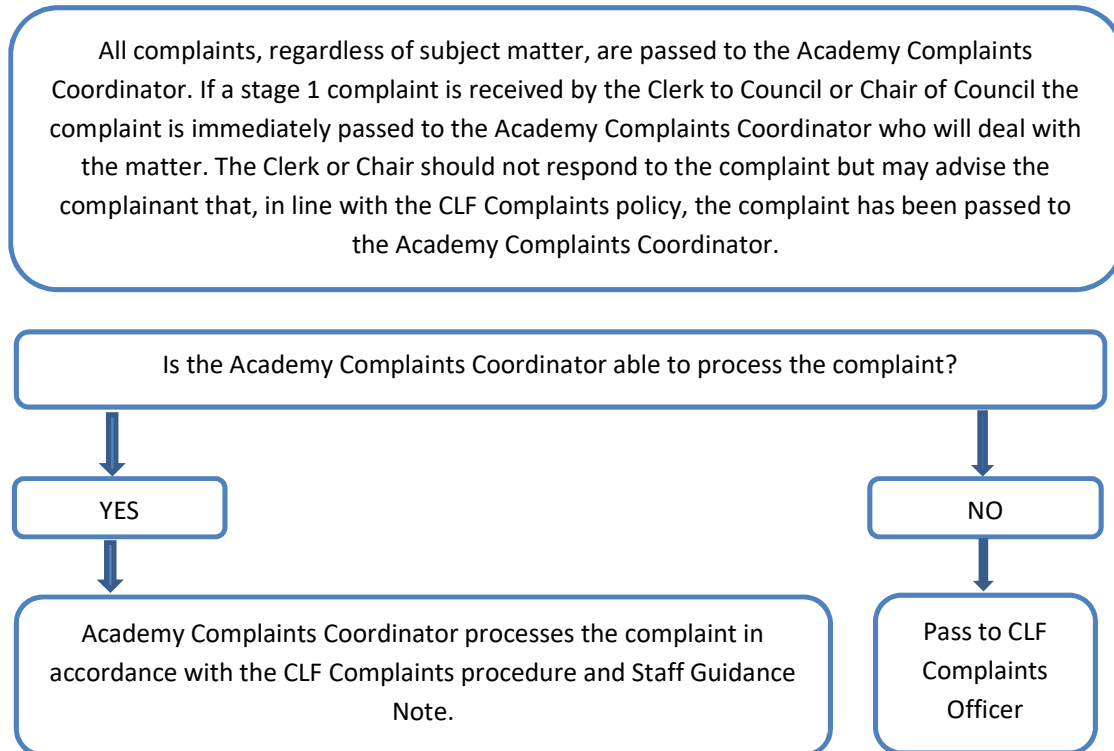 All complaints, regardless of subject matter, are passed to the Academy Complaints
Coordinator. If a stage 1 complaint is received by the Clerk to Council or Chair of Council the
complaint is immediately passed to the Academy Complaints Coordinator who will deal with
the matter. The Clerk or Chair should not respond to the complaint but may advise the
complainant that, in line with the CLF Complaints policy, the complaint has been passed to
the Academy Complaints Coordinator.
Is the Academy Complaints Coordinator able to process the complaint?
YES
NO
Academy Complaints Coordinator processes the complaint in
accordance with the CLF Complaints procedure and Staff Guidance
Note.
Pass to CLF
Complaints
Officer